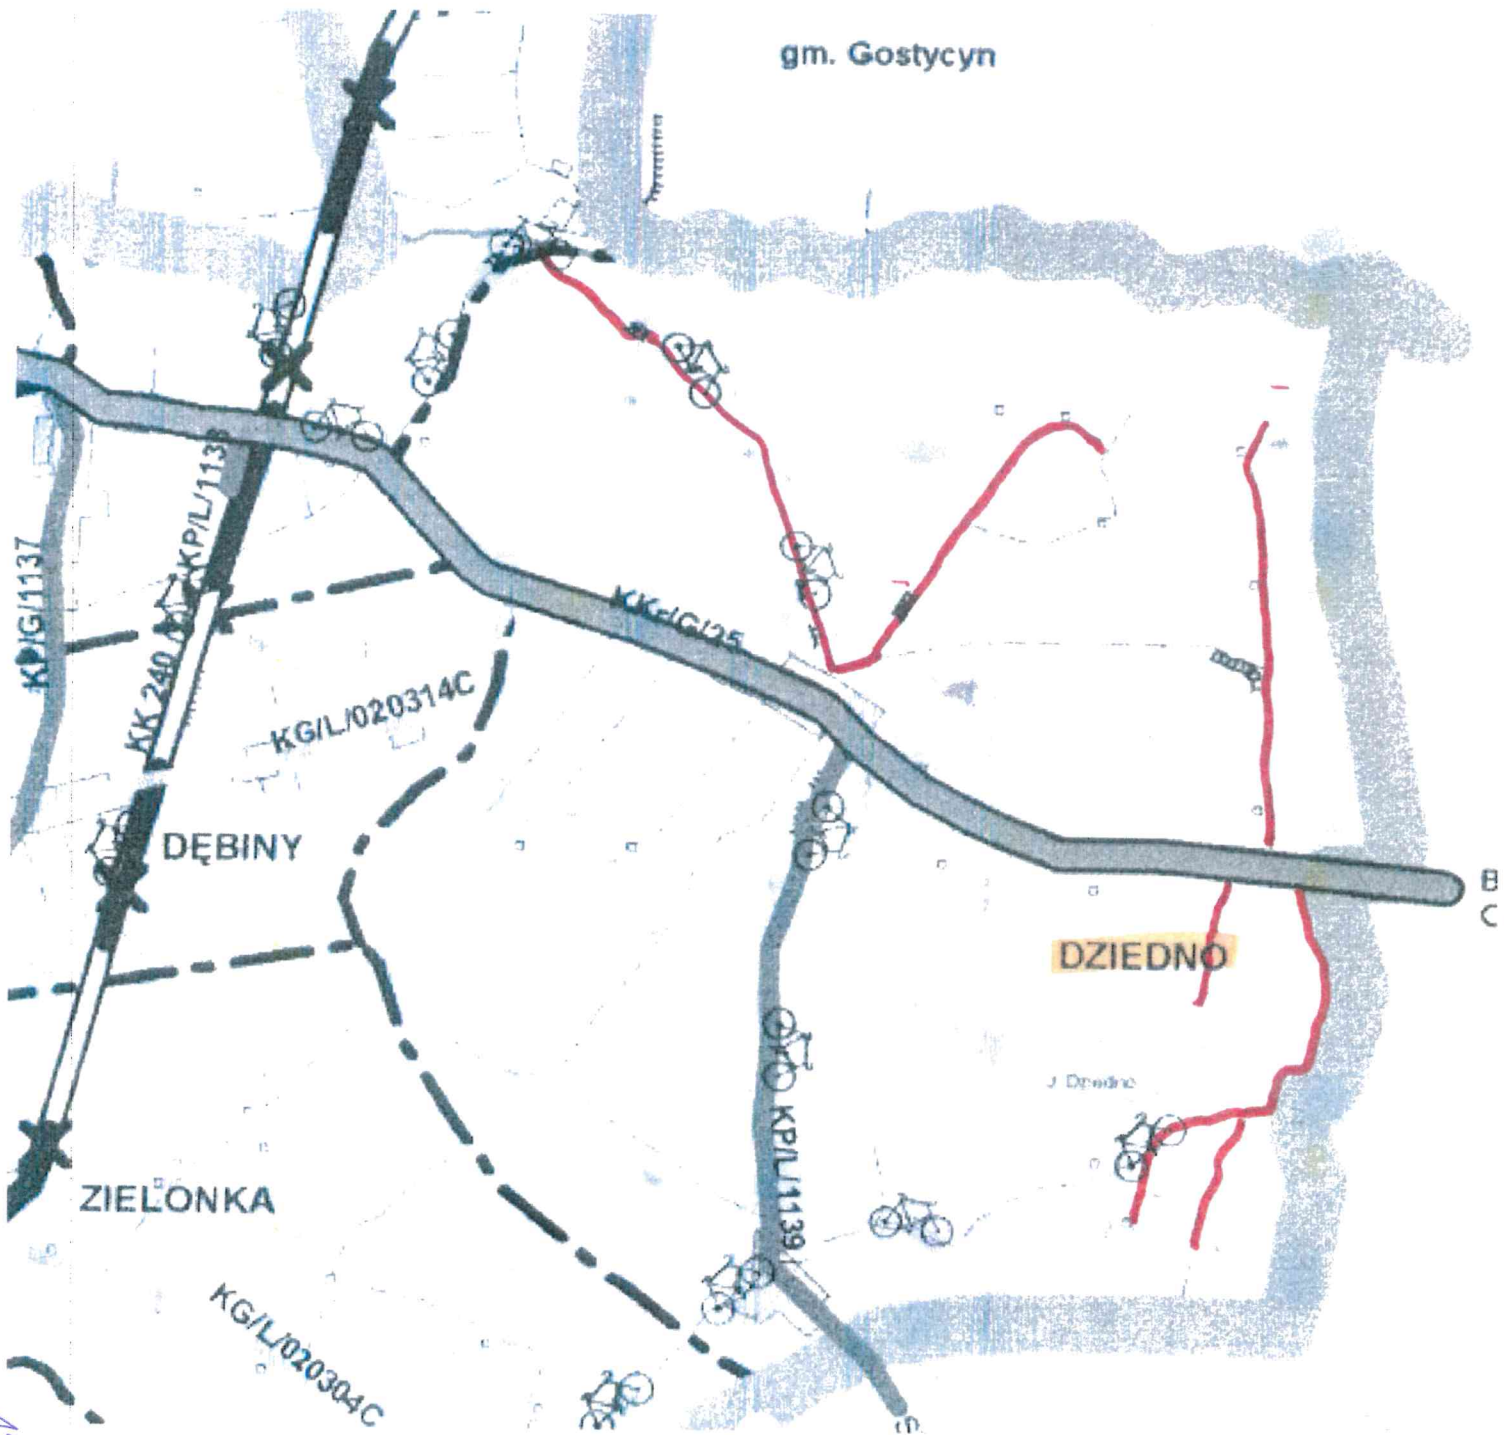 gm. Gostycyn
KP/L/1138
KP/G/1137
KK 240
KK/G/25
KG/L/020314C
DĘBINY
B
C
DZIEDNO
KP/L/1139
ZIELONKA
KG/L/020304C